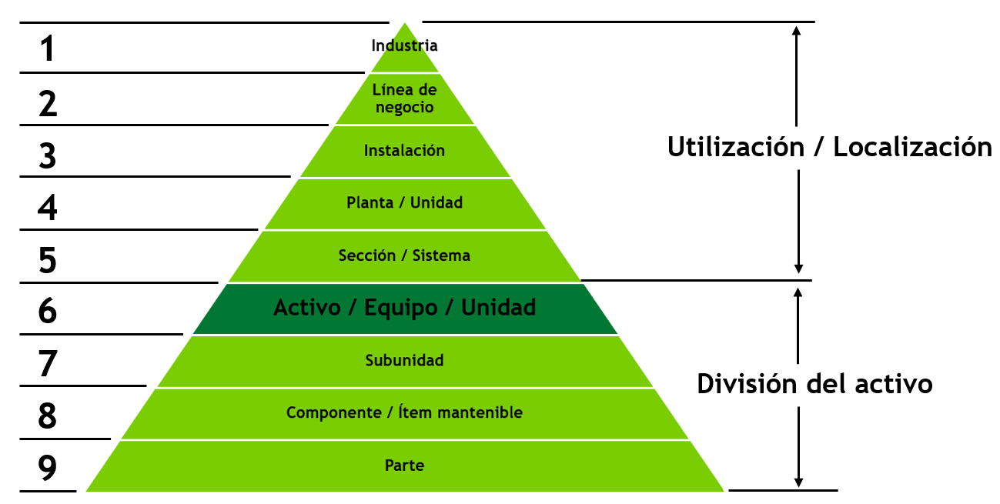 1
Industria
2
Línea de
negocio
3
Instalación
Utilización / Localización
4
Planta / Unidad
5
Sección / Sistema
6
Activo / Equipo / Unidad
7
Subunidad
División del activo
8
Componente / Ítem mantenible
9
Parte